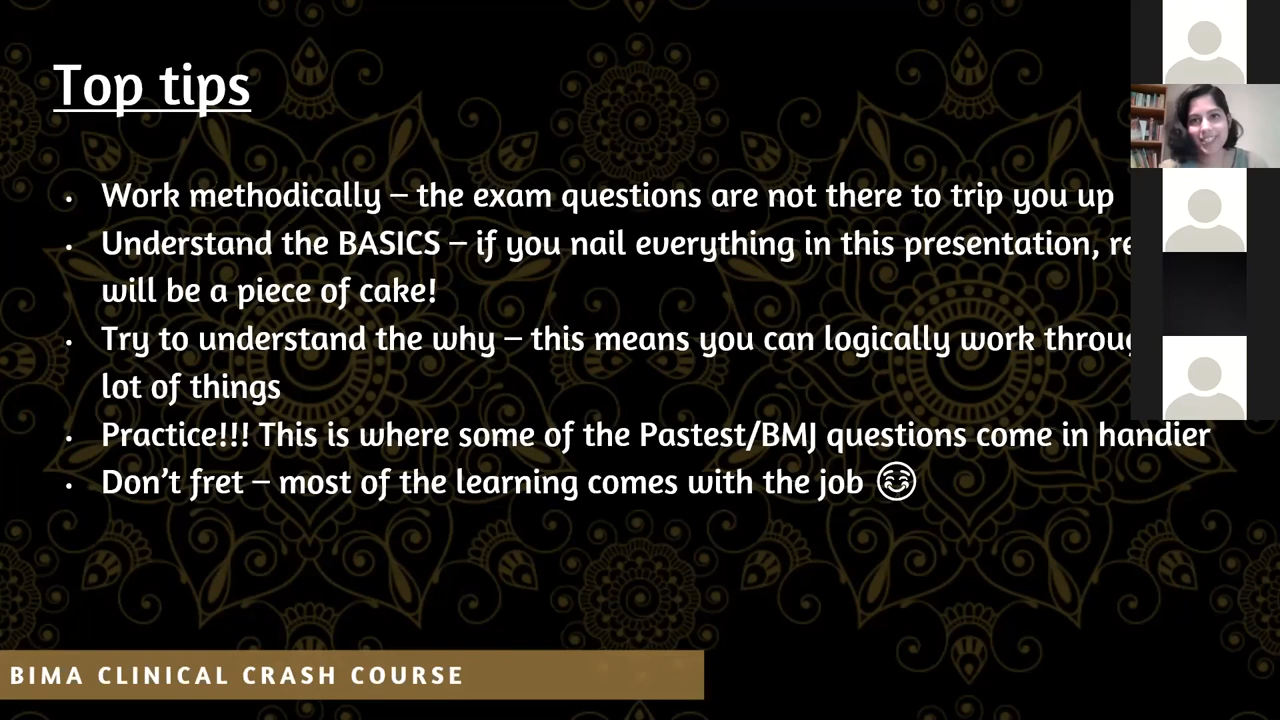 Top tips
• Work methodically – the exam questions are not there to trip you up
• Understand the BASICS – if you nail everything in this presentation,
will be a piece of cake!
• Try to understand the why – this means you can logically work
lot of things
• Practice!!! This is where some of the Pastest/BMJ questions come in handier
• Don’t fret – most of the learning comes with the job 😊
BIMA CLINICAL CRASH COURSE